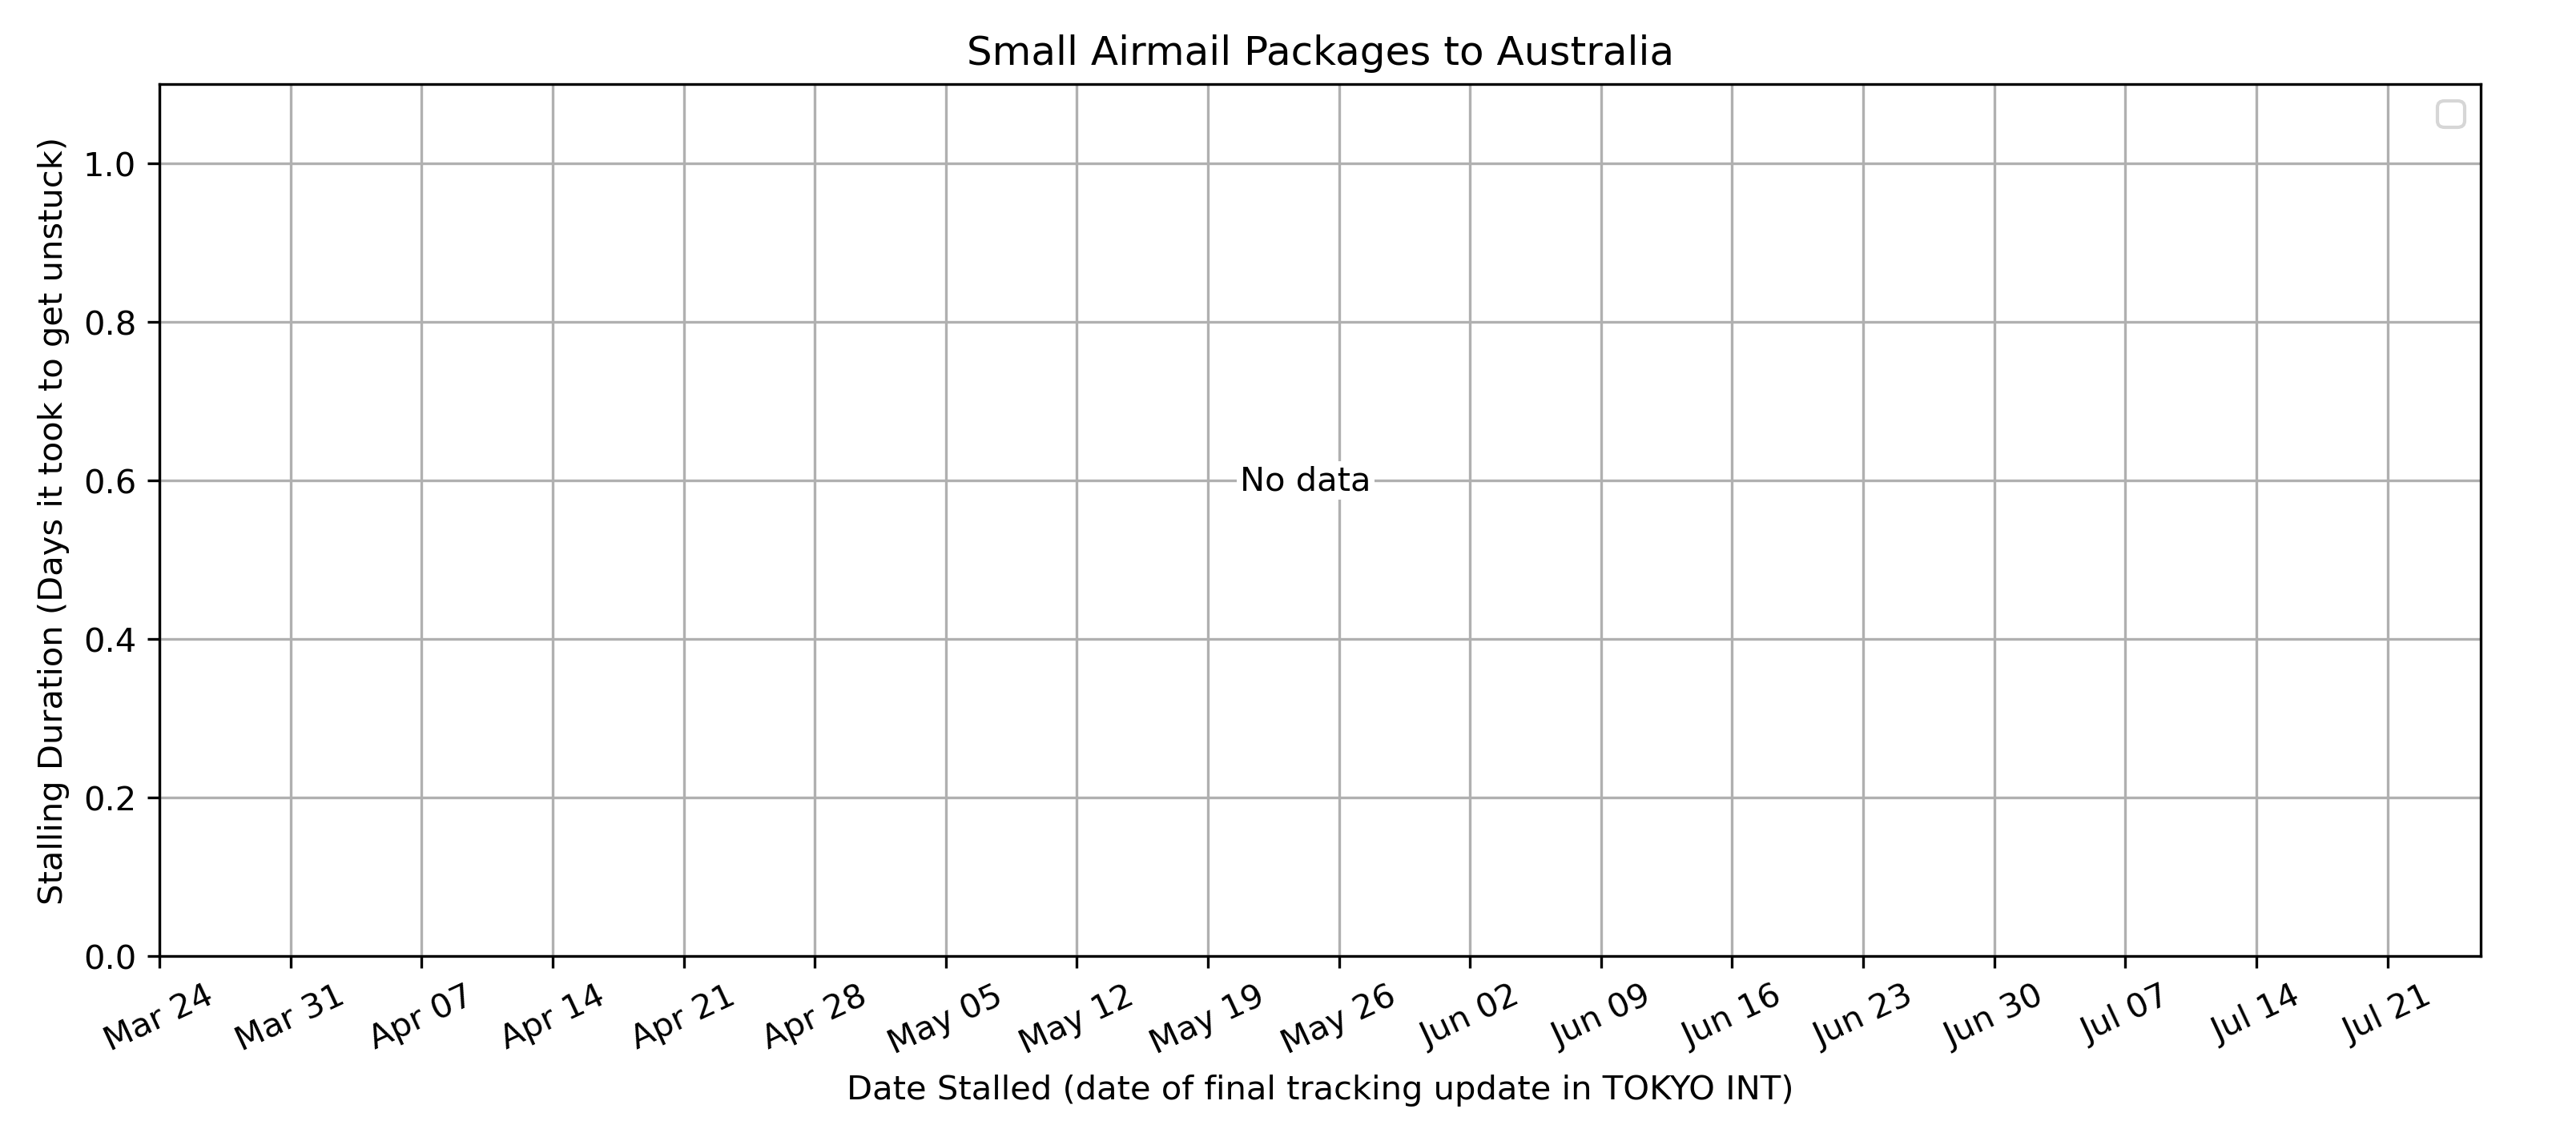 Small Airmail Packages to Australia
Stalling Duration (Days it took to get unstuck)
1.0
0.8
0.6
0.4
0.2
0.0
No data
Mar 24
Mar 31
Apr 07
Apr 14
Apr 21
Apr 28
May 05
May 12
May 19
May 26
Jun 02
Jun 09
Jun 16
Jun 23
Jun 30
Jul 07
Jul 14
Jul 21
Date Stalled (date of final tracking update in TOKYO INT)